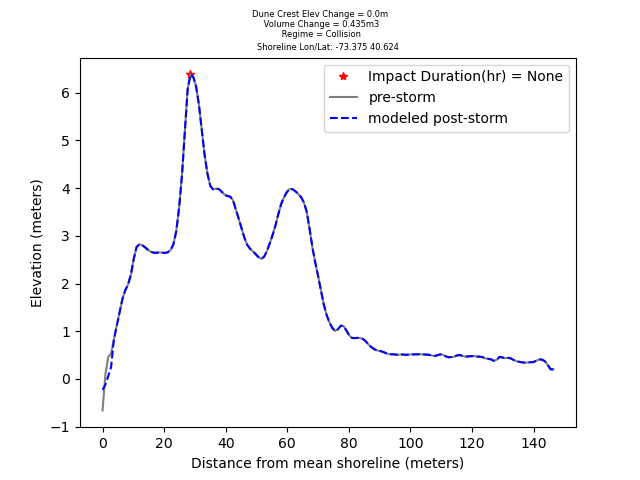 Dune Crest Elev Change = 0.0m
Volume Change = 0.435m3
Regime = Collision
Shoreline Lon/Lat: -73.375 40.624
Impact Duration(hr) = None
pre-storm
modeled post-storm
Elevation (meters)
6
5
4
3
2
1
0
−1
0 20 40 60 80 100 120 140
Distance from mean shoreline (meters)